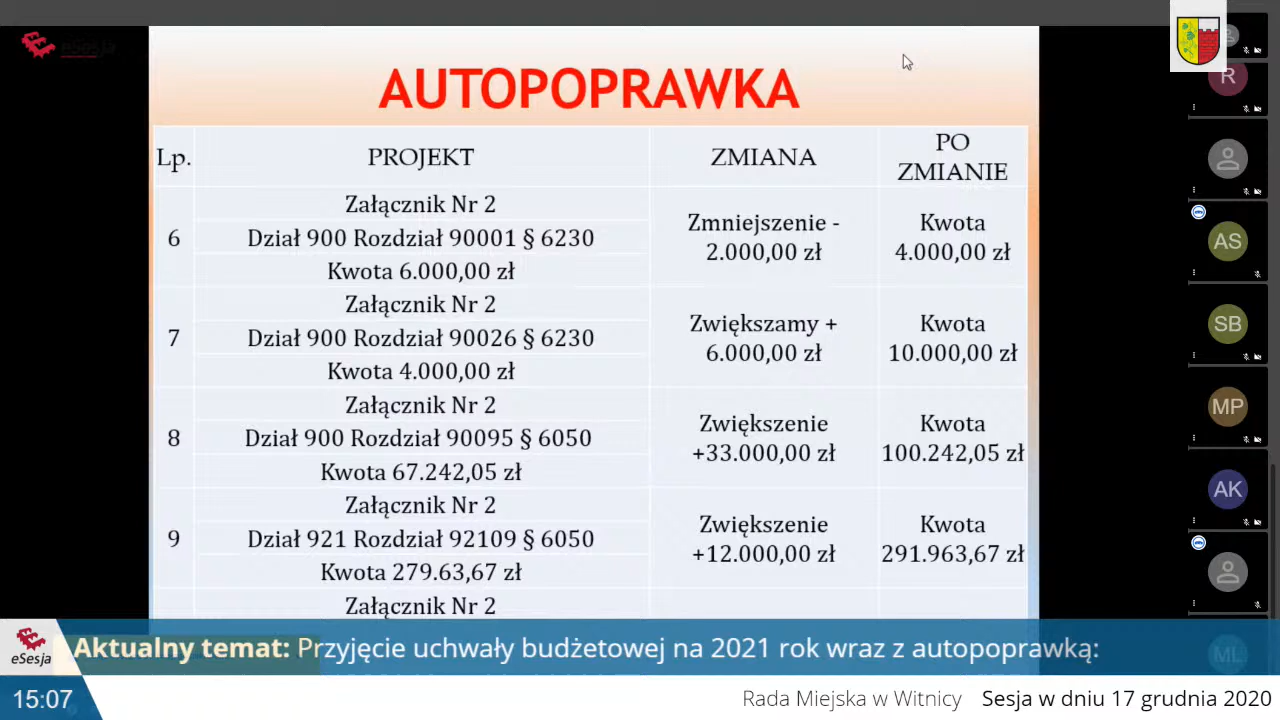 eSesja
AUTOPOPRAWKA
Lp.
PROJEKT
ZMIANA
PO
ZMIANIE
6
Załącznik Nr 2
Dział 900 Rozdział 90001 § 6230
Kwota 6.000,00 zł
Zmniejszenie -
2.000,00 zł
Kwota
4.000,00 zł
7
Załącznik Nr 2
Dział 900 Rozdział 90026 § 6230
Kwota 4.000,00 zł
Zwiększamy +
6.000,00 zł
Kwota
10.000,00 zł
8
Załącznik Nr 2
Dział 900 Rozdział 90095 § 6050
Kwota 67.242,05 zł
Zwiększenie
+33.000,00 zł
Kwota
100.242,05 zł
9
Załącznik Nr 2
Dział 921 Rozdział 92109 § 6050
Kwota 279.63,67 zł
Zwiększenie
+12.000,00 zł
Kwota
291.963,67 zł
Załącznik Nr 2
R
AS
SB
MP
AK
ML
eSesja
Aktualny temat: Przyjęcie uchwały budżetowej na 2021 rok wraz z autopoprawką:
15:07
Rada Miejska w Witnicy Sesja w dniu 17 grudnia 2020